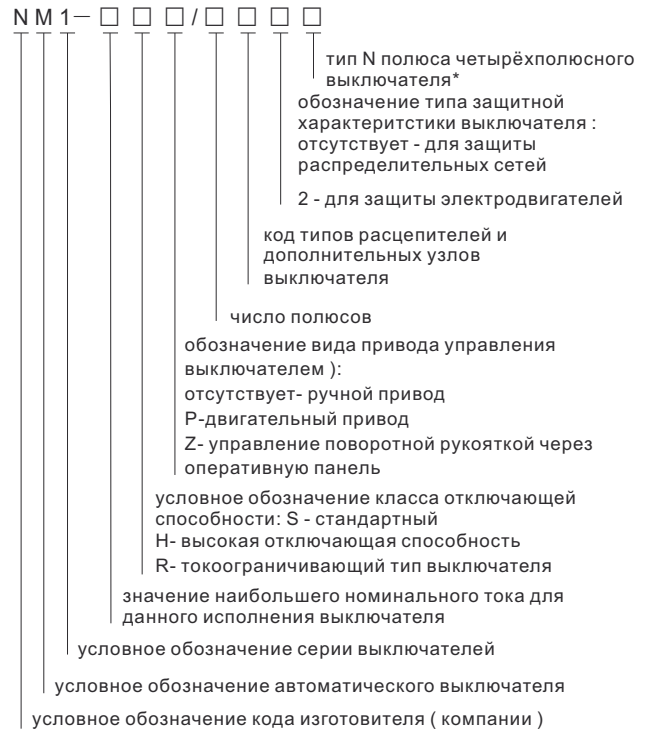 N M 1 – □ □ □ / □ □ □ □
тип N полюса четырёхполюсного
выключателя*
обозначение типа защитной
характеритстики выключателя :
отсутствует - для защиты
распределительных сетей
2 - для защиты электродвигателей
код типов расцепителей и
дополнительных узлов
выключателя
число полюсов
обозначение вида привода управления
выключателем ):
отсутствует- ручной привод
P-двигательный привод
Z- управление поворотной рукояткой через
оперативную панель
условное обозначение класса отключающей
способности: S - стандартный
H- высокая отключающая способность
R- токоограничивающий тип выключателя
значение наибольшего номинального тока для
данного исполнения выключателя
условное обозначение серии выключателей
условное обозначение автоматического выключателя
условное обозначение кода изготовителя ( компании )